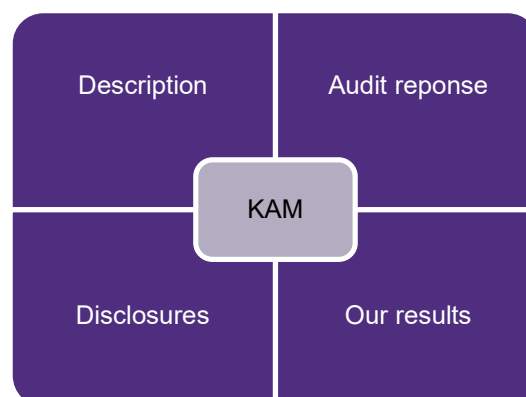 Description
Audit reponse
KAM
Disclosures
Our results